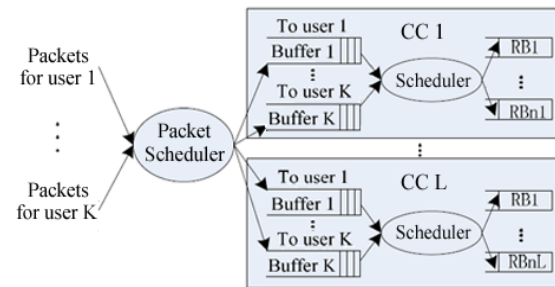 Packets
for user 1
⋮
Packets
for user K
Packet
Scheduler
CC 1
To user 1
Buffer 1
⋮
To user K
Buffer K
Scheduler
RB1
⋮
RBn1
⋮
CC L
To user 1
Buffer 1
⋮
To user K
Buffer K
Scheduler
RB1
⋮
RBnL